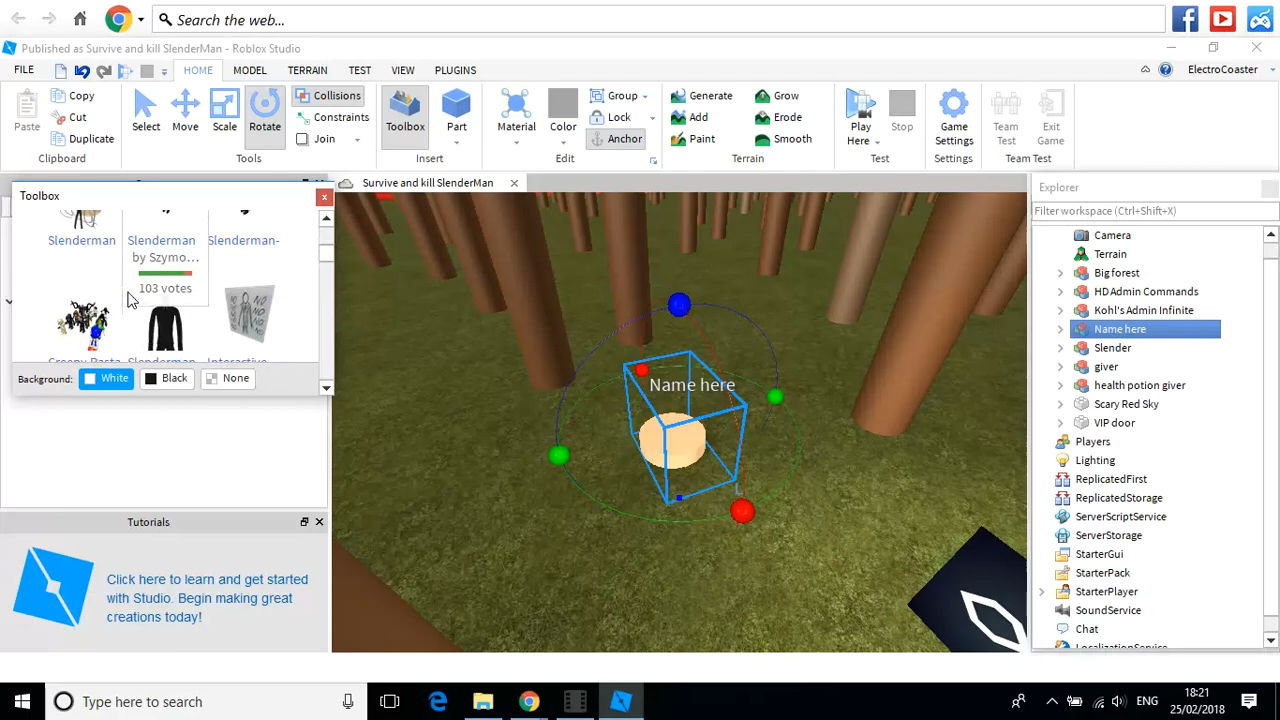 Search the web...
Published as Survive and kill SlenderMan - Roblox Studio
FILE HOME MODEL TERRAIN TEST VIEW PLUGINS ElectroCoaster
Paste Copy Cut Duplicate Clipboard
Select Move Scale Rotate Collisions Constraints Join Tools
Toolbox Part Insert
Material Color Group Lock Anchor Edit
Generate Add Paint Grow Erode Smooth Terrain
Play Here Stop Test
Game Settings Settings
Team Test Exit Game Team Test
Toolbox
Slenderman Slenderman Slenderman-
by Szymo...
103 votes
Creepy Pasta Slenderman Interactive
Background: White Black None
Survive and kill SlenderMan
Name here
Explorer
Filter workspace (Ctrl+Shift+X)
Camera
Terrain
Big forest
HD Admin Commands
Kohl's Admin Infinite
Name here
Slender
giver
health potion giver
Scary Red Sky
VIP door
Players
Lighting
ReplicatedFirst
ReplicatedStorage
ServerScriptService
ServerStorage
StarterGui
StarterPack
StarterPlayer
SoundService
Chat
LocalizationService
Tutorials
Click here to learn and get started
with Studio. Begin making great
creations today!
Type here to search
ENG
18:21
25/02/2018